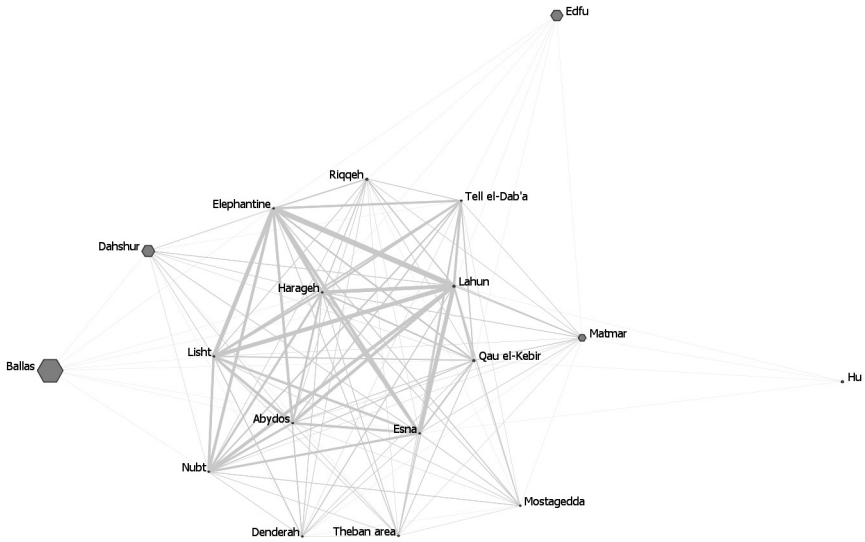 Edfu
Riqqeh
Tell el-Dab'a
Elephantine
Dahshur
Lahun
Harageh
Matmar
Lisht
Qau el-Kebir
Ballas
Hu
Abydos
Esna
Nubt
Mostagedda
Denderah
Theban area